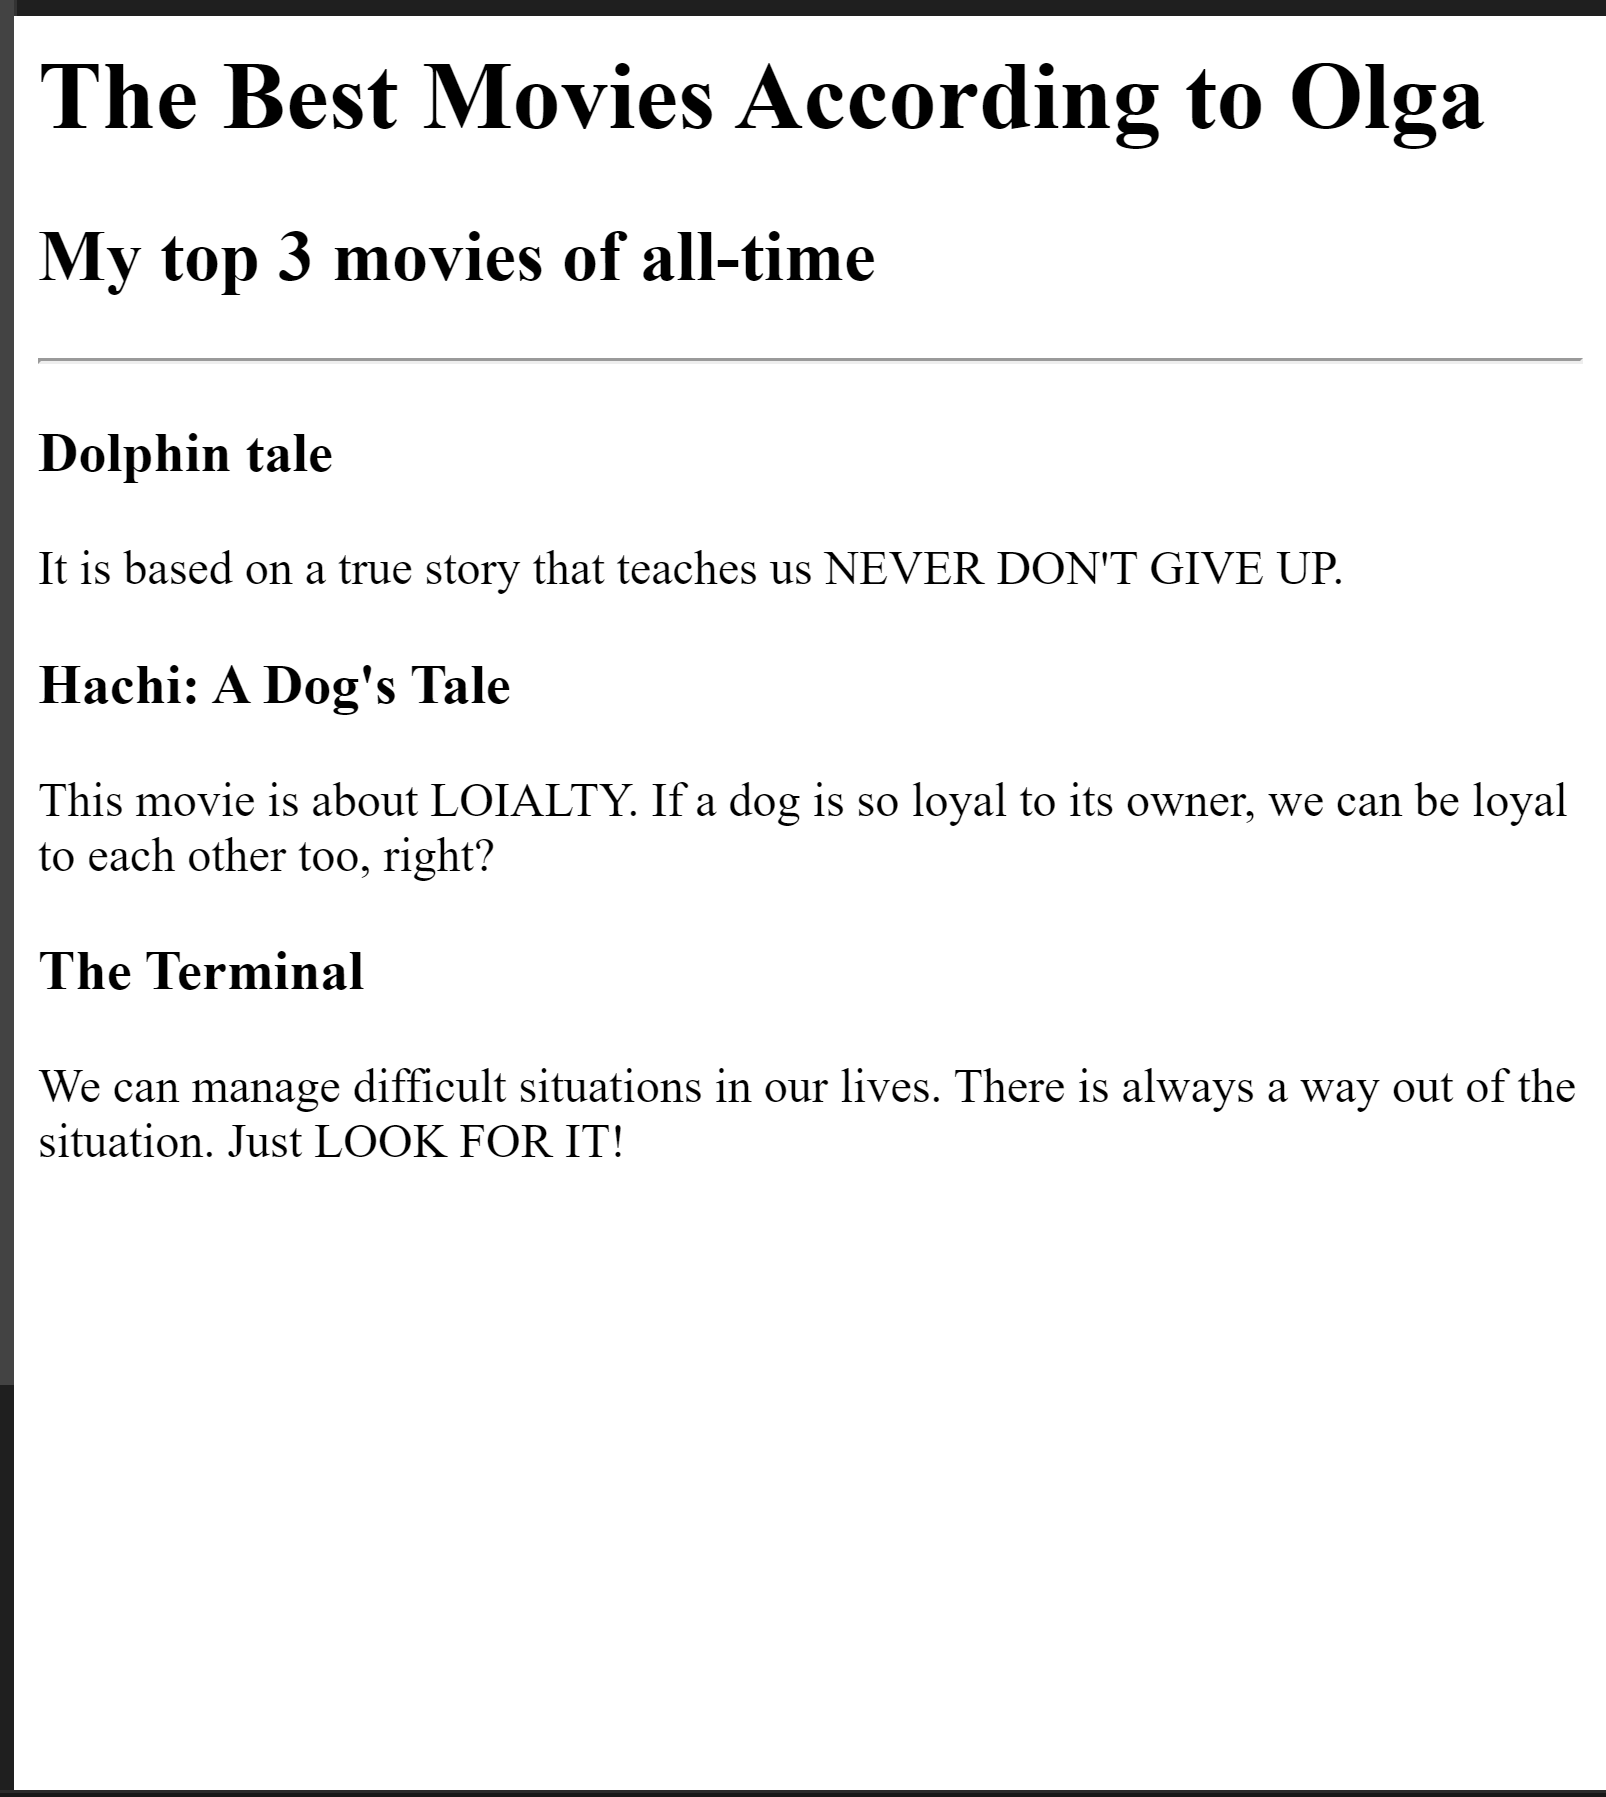 The Best Movies According to Olga
My top 3 movies of all-time
Dolphin tale
It is based on a true story that teaches us NEVER DON'T GIVE UP.
Hachi: A Dog's Tale
This movie is about LOIALTY. If a dog is so loyal to its owner, we can be loyal
to each other too, right?
The Terminal
We can manage difficult situations in our lives. There is always a way out of the
situation. Just LOOK FOR IT!